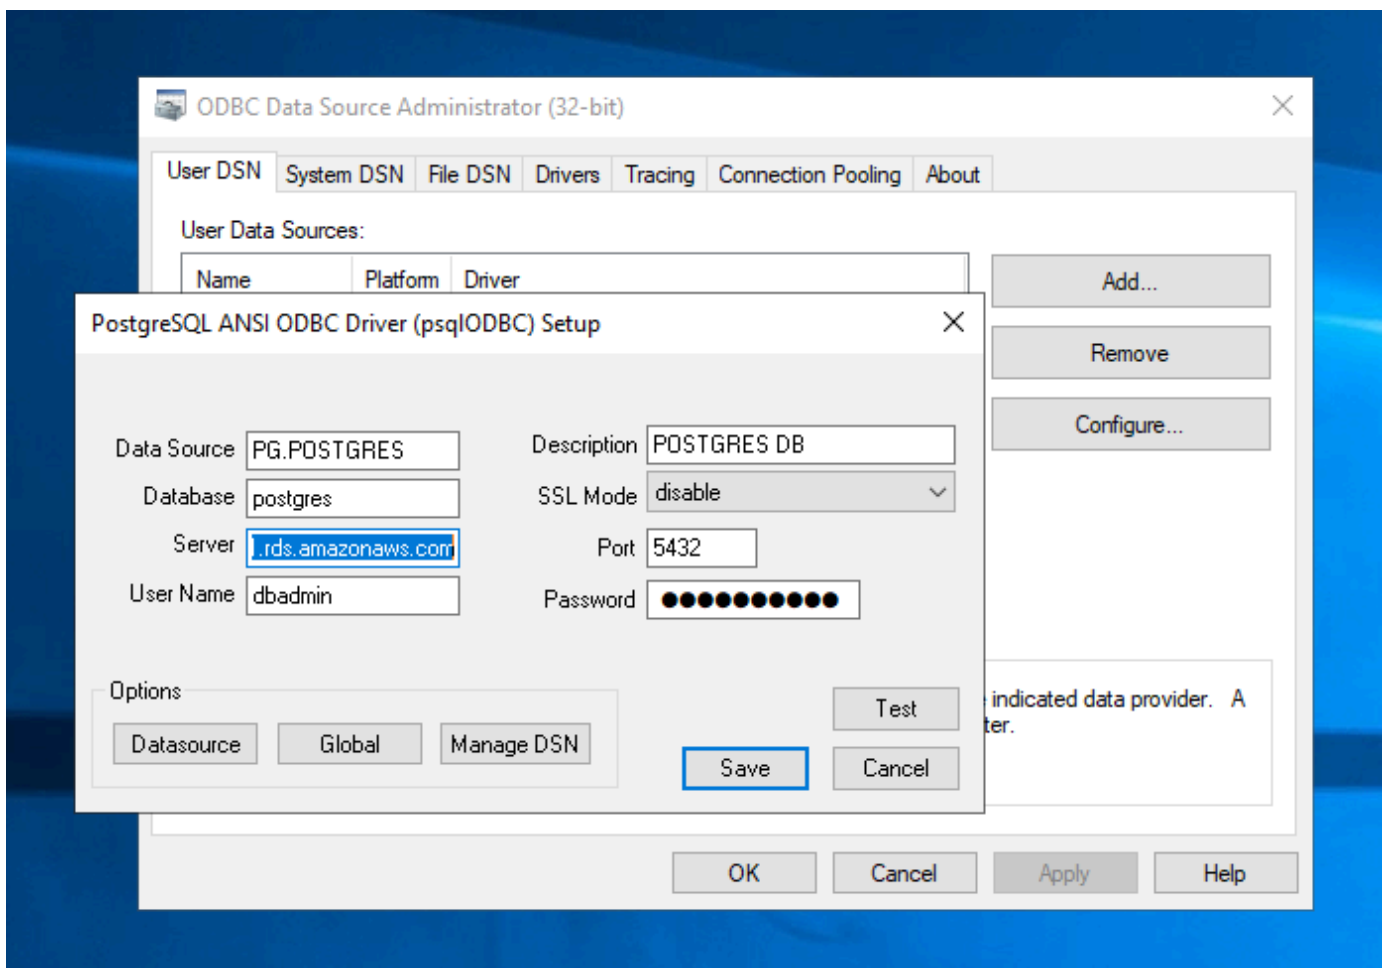 ODBC Data Source Administrator (32-bit)
User DSN System DSN File DSN Drivers Tracing Connection Pooling About
User Data Sources:
Name Platform Driver
Add...
Remove
Configure...
PostgreSQL ANSI ODBC Driver (psqlODBC) Setup
Data Source PG.POSTGRES Description POSTGRES DB
Database postgres SSL Mode disable
Server .rds.amazonaws.com Port 5432
User Name dbadmin Password ●●●●●●●●●●
Options
Datasource Global Manage DSN
Test
Save Cancel
indicated data provider. A
ter.
OK Cancel Apply Help